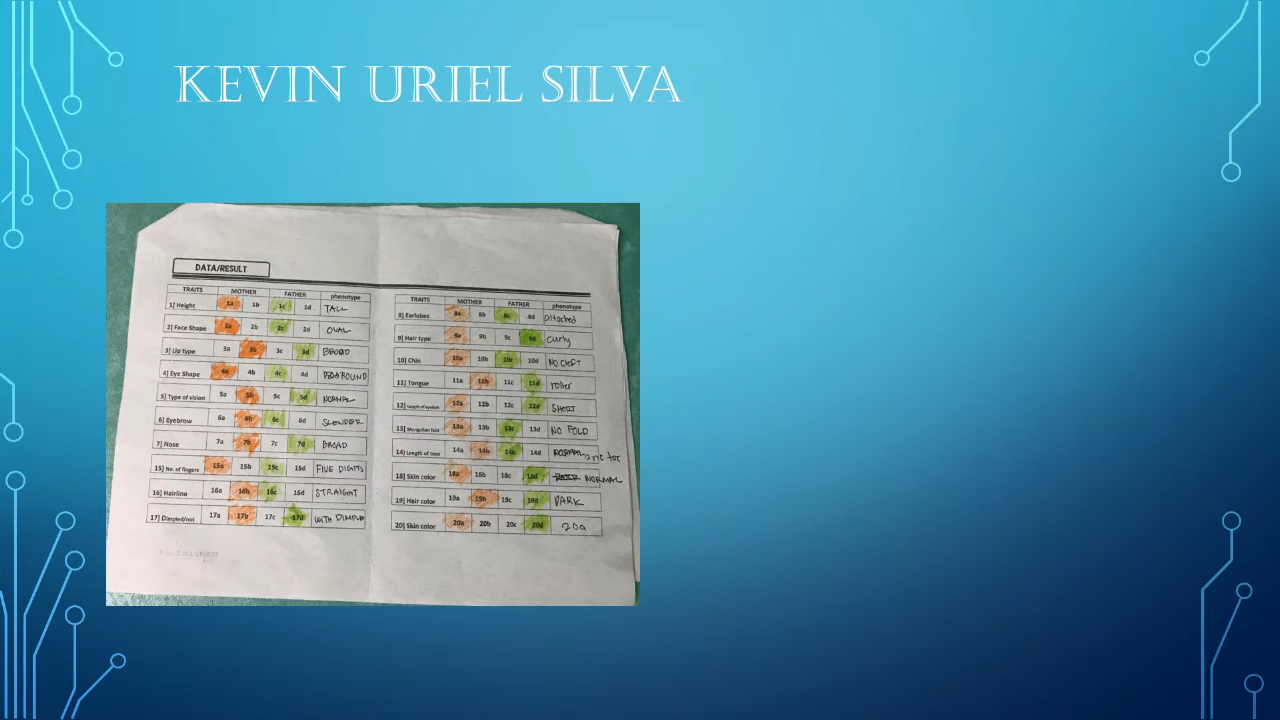 KEVIN URIEL SILVA
DATA/RESULT
TRAITS MOTHER FATHER phenotype
1] Height 1a 1b 1c 1d TALL
2] Face Shape 2a 2b 2c 2d OVAL
3] Lip type 3a 3b 3c 3d BROAD
4] Eye Shape 4a 4b 4c 4d ROUND
5] Type of vision 5a 5b 5c 5d NORMAL
6] Eyebrow 6a 6b 6c 6d SLENDER
7] Nose 7a 7b 7c 7d BROAD
15] No. of fingers 15a 15b 15c 15d FIVE DIGITS
16] Hairline 16a 16b 16c 16d STRAIGHT
17] Dimpled/not 17a 17b 17c 17d WITH DIMPLE
TRAITS MOTHER FATHER phenotype
8] Earlobes 8a 8b 8c 8d attached
9] Hair type 9a 9b 9c 9d curly
10] Chin 10a 10b 10c 10d NO CLEFT
11] Tongue 11a 11b 11c 11d roller
12] Length of eyelash 12a 12b 12c 12d SHORT
13] Mongolian fold 13a 13b 13c 13d NO FOLD
14] Length of toes 14a 14b 14c 14d toe
18] Skin color 18a 18b 18c 18d NORMAL
19] Hair color 19a 19b 19c 19d DARK
20] Skin color 20a 20b 20c 20d 20a